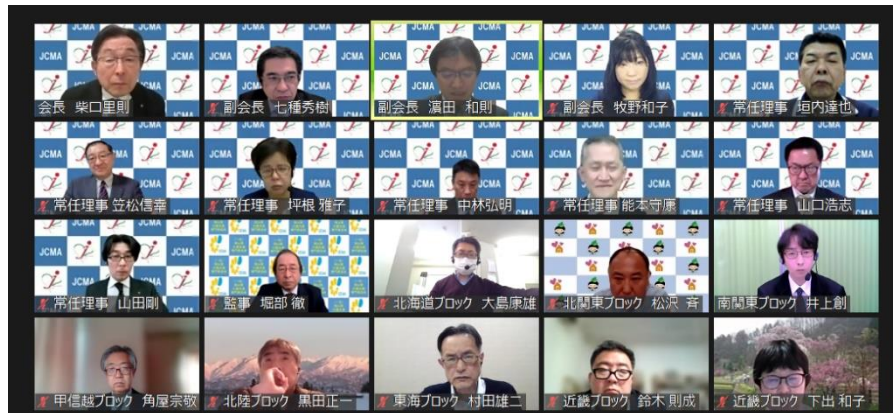 JCMA
会長 柴口里則
副会長 七種秀樹
副会長 濵田 和則
副会長 牧野和子
常任理事 垣内達也
常任理事 笠松信幸
常任理事 坪根 雅子
常任理事 中林弘明
常任理事 能本守康
常任理事 山口浩志
常任理事 山田剛
監事 堀部 徹
北海道ブロック 大島康雄
北関東ブロック 松沢 斉
南関東ブロック 井上創
甲信越ブロック 角屋宗敬
北陸ブロック 黒田正一
東海ブロック 村田雄二
近畿ブロック 鈴木 則成
近畿ブロック 下出 和子